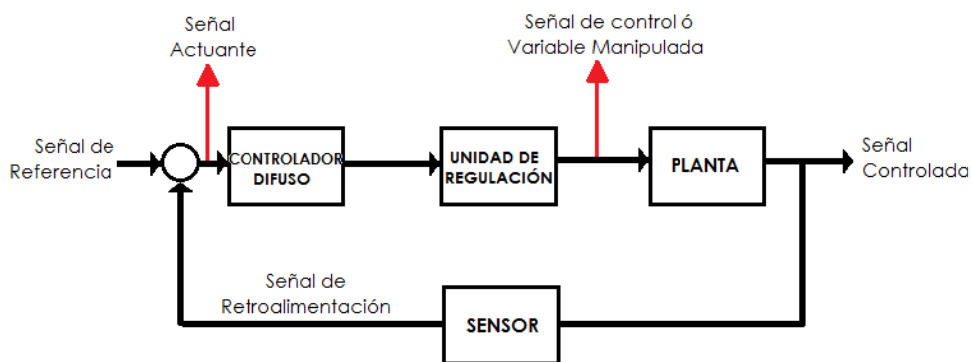 Señal
Actuante
Señal de control ó
Variable Manipulada
Señal de
Referencia
CONTROLADOR
DIFUSO
UNIDAD DE
REGULACIÓN
PLANTA
Señal
Controlada
Señal de
Retroalimentación
SENSOR